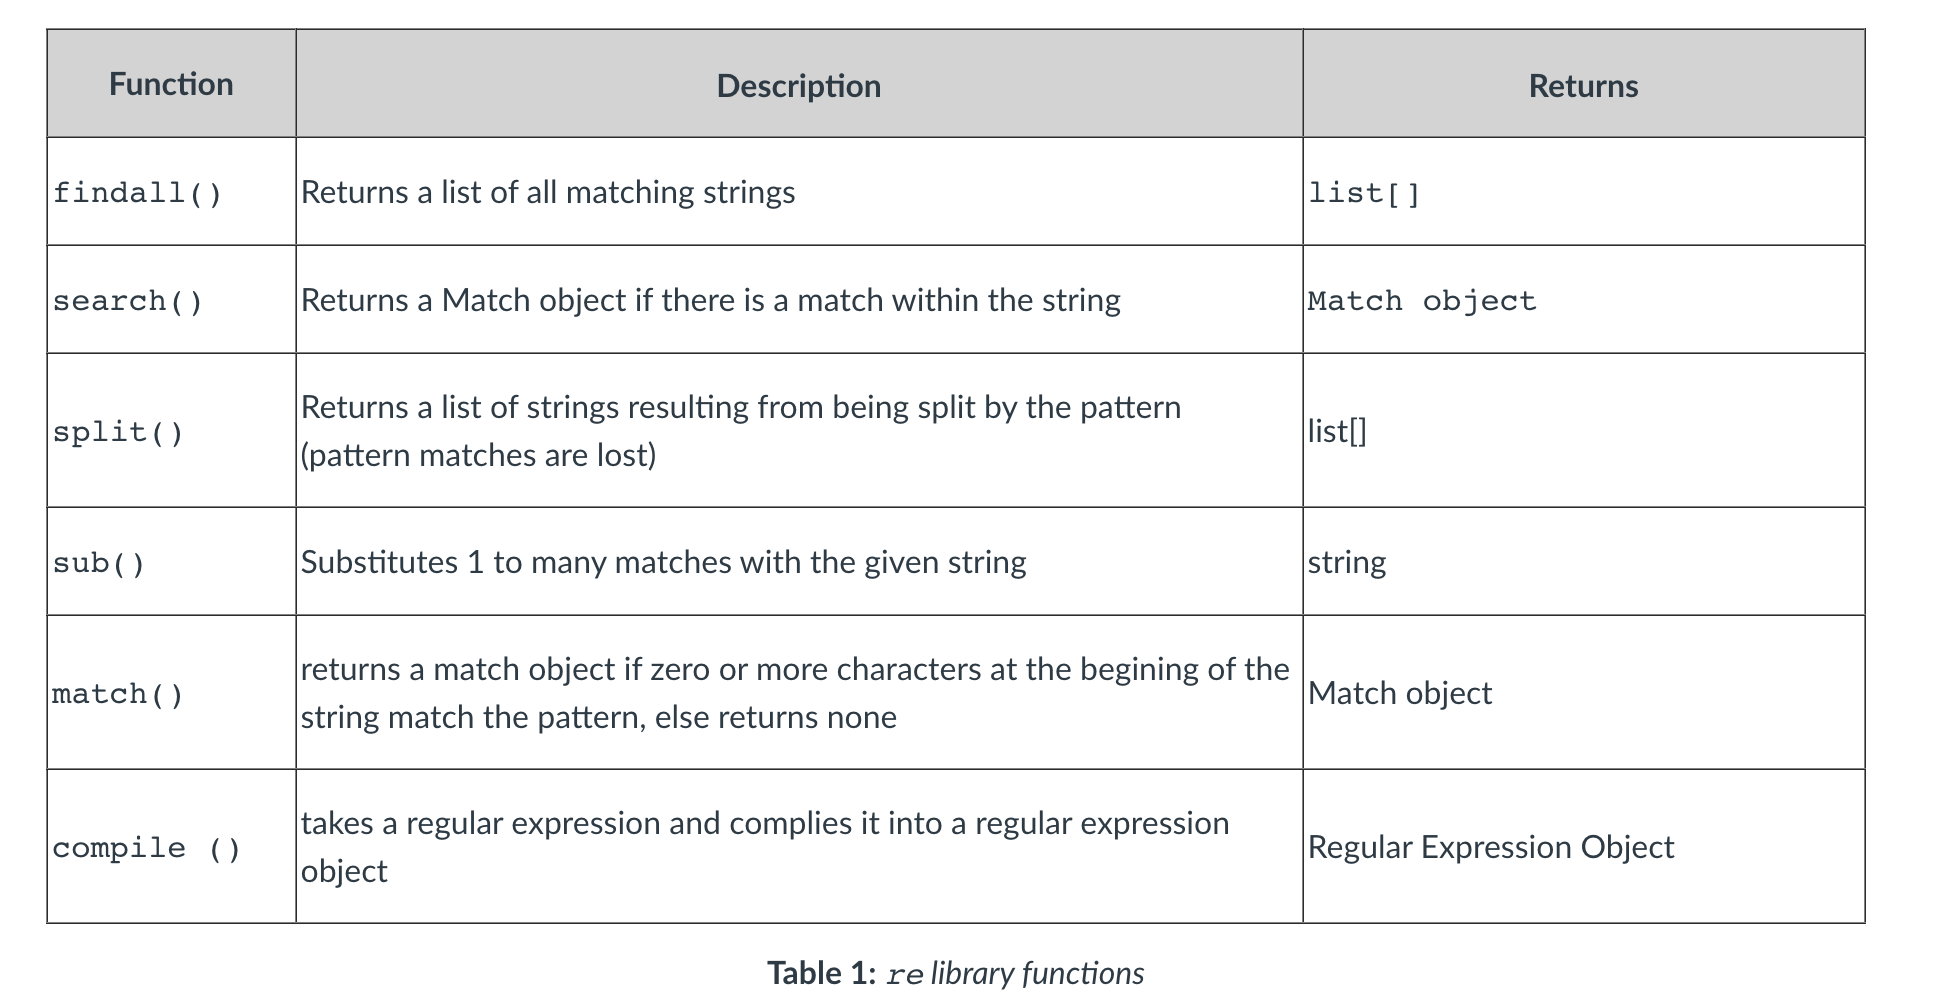 Function Description Returns
findall() Returns a list of all matching strings list[]
search() Returns a Match object if there is a match within the string Match object
Returns a list of strings resulting from being split by the pattern
split() list[]
(pattern matches are lost)
sub() Substitutes 1 to many matches with the given string string
returns a match object if zero or more characters at the begining of the
match() Match object
string match the pattern, else returns none
takes a regular expression and complies it into a regular expression
compile () Regular Expression Object
object
Table 1: re library functions